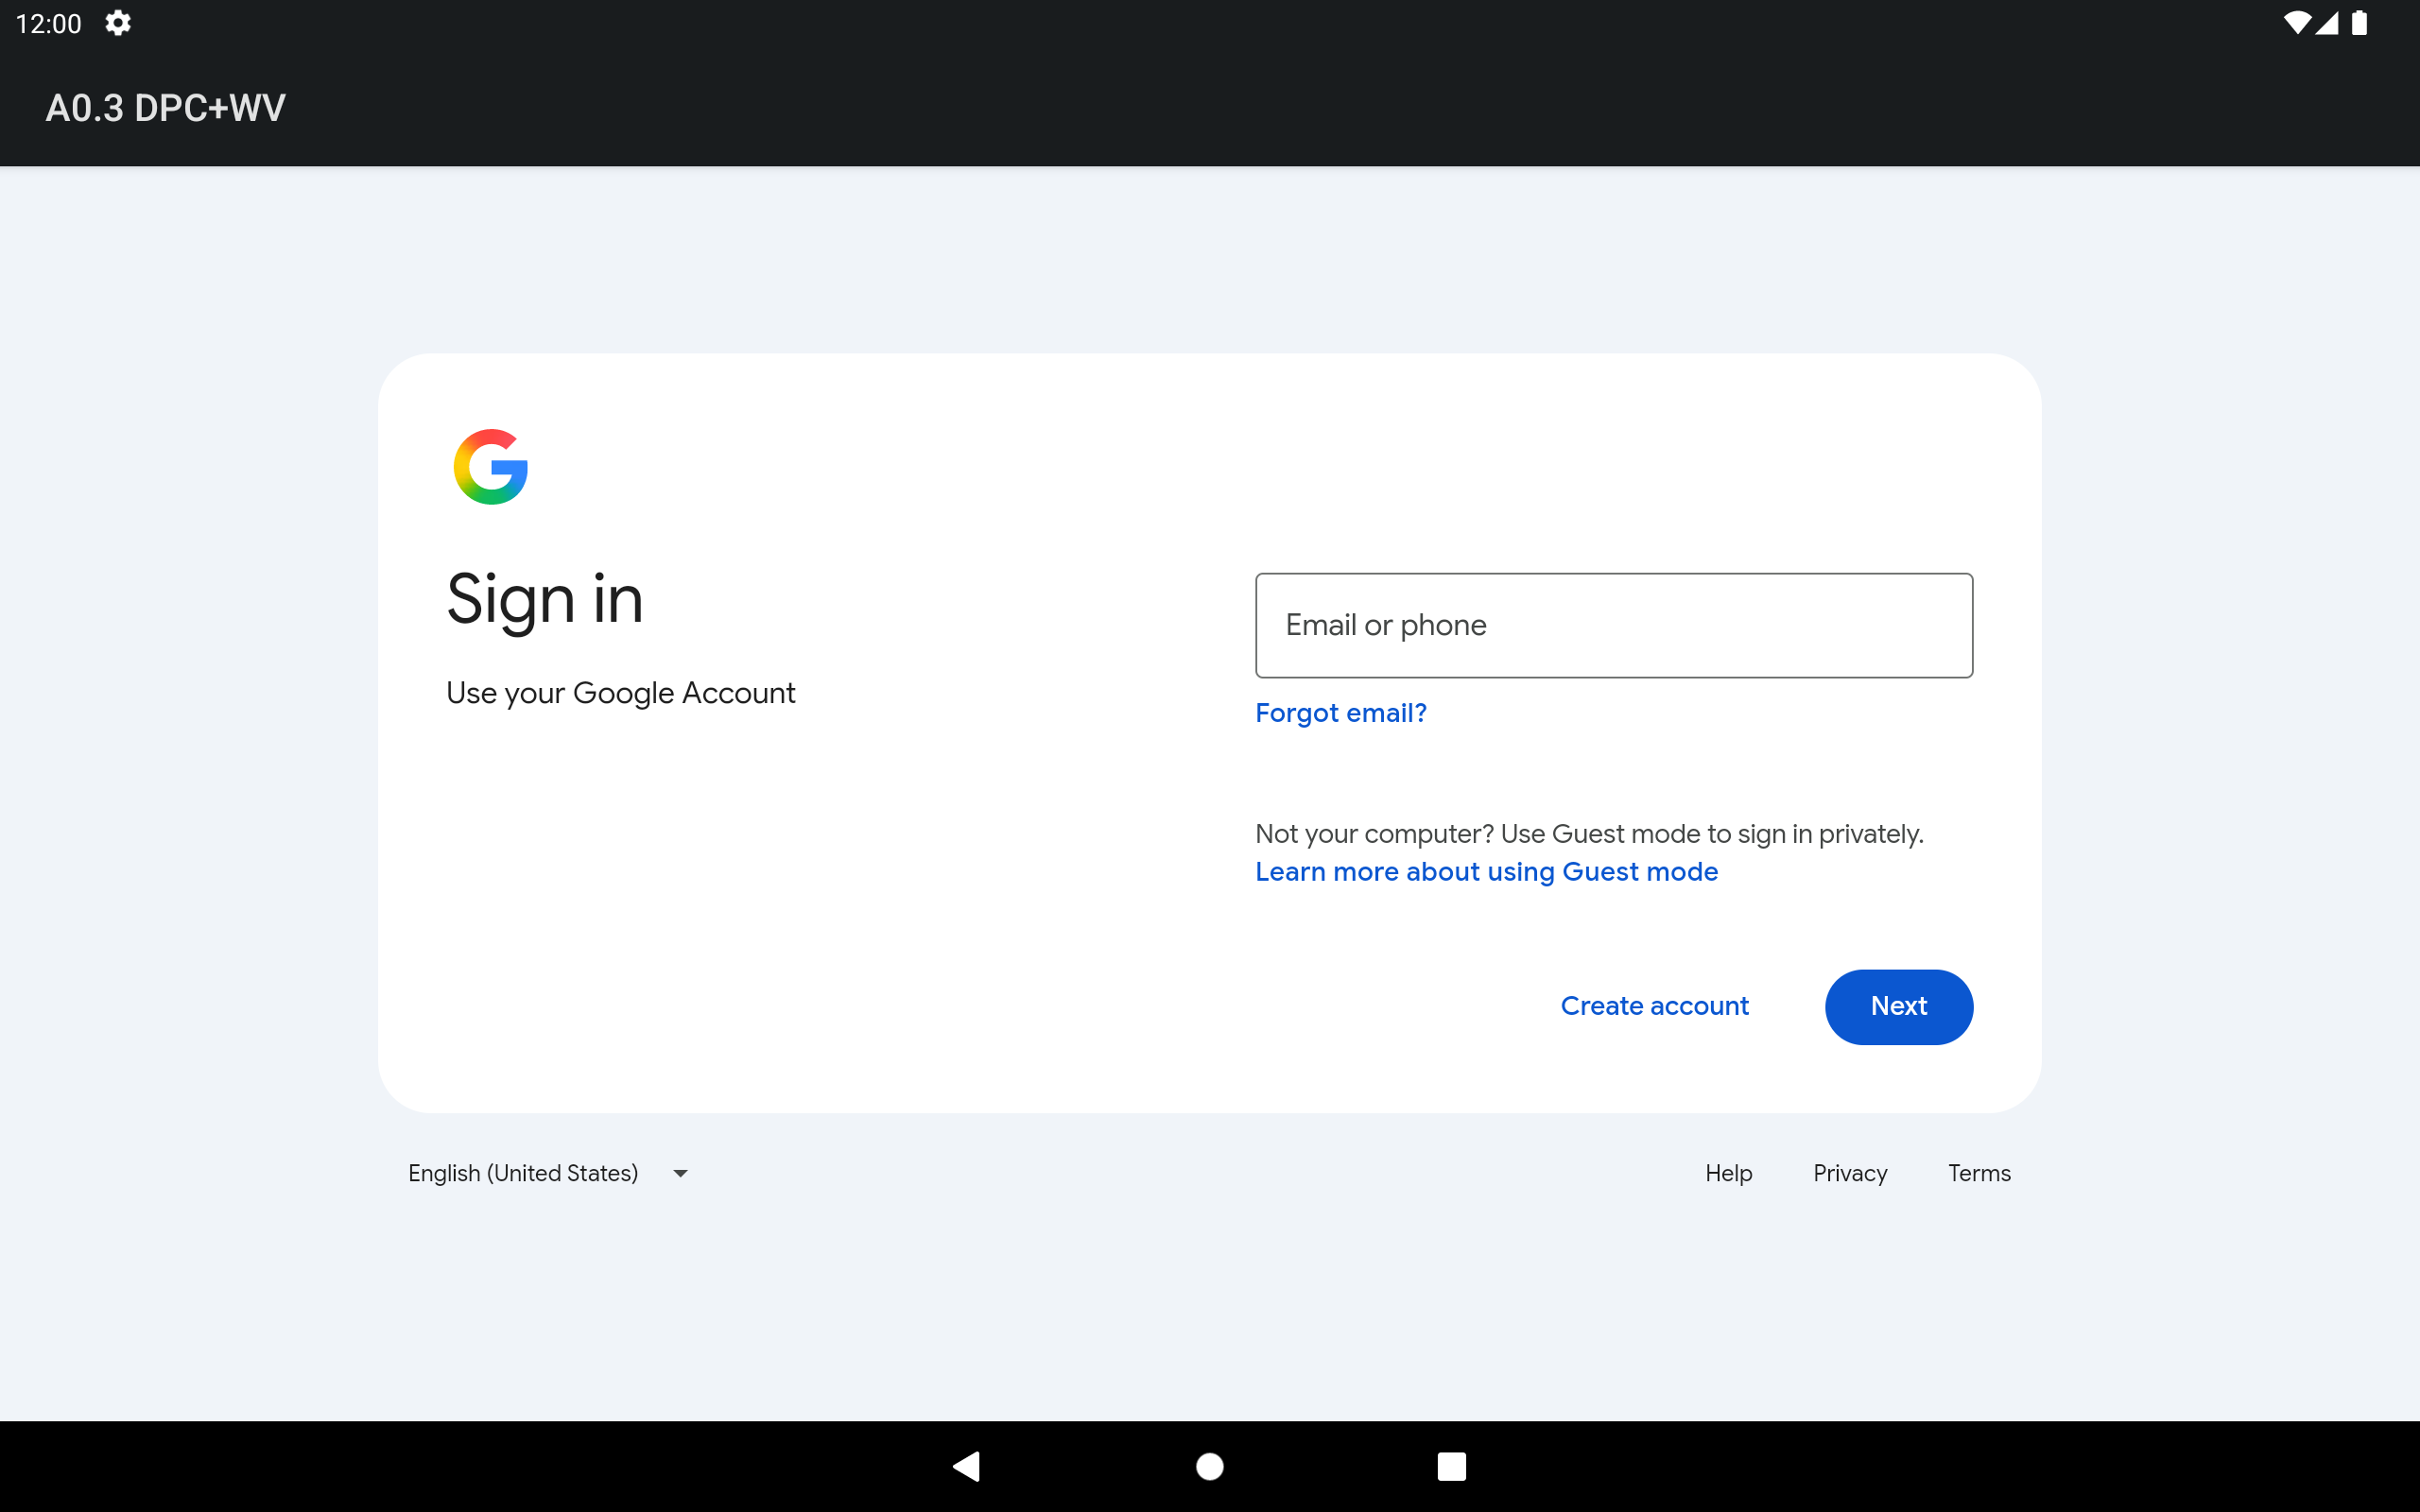 12:00
A0.3 DPC+WV
Sign in
Use your Google Account
Email or phone
Forgot email?
Not your computer? Use Guest mode to sign in privately.
Learn more about using Guest mode
Create account
Next
English (United States)
Help
Privacy
Terms